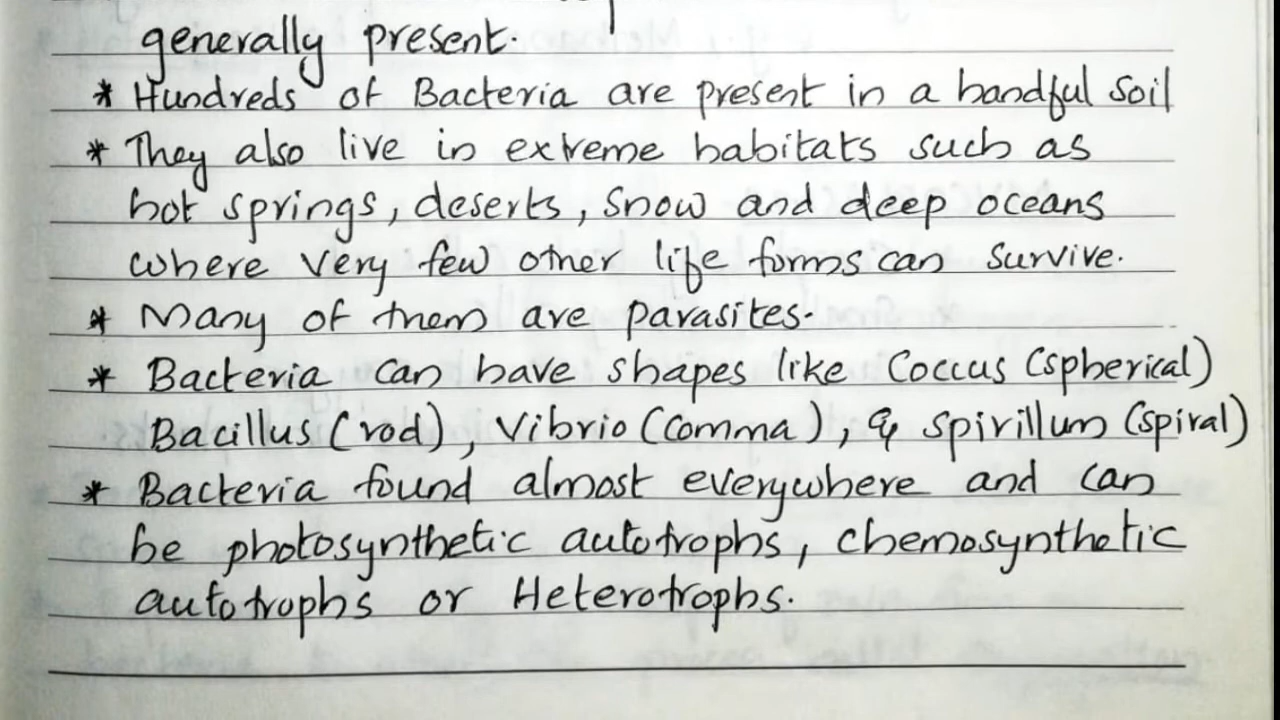 generally present.
* Hundreds of Bacteria are present in a handful soil
* They also live in extreme habitats such as
hot springs, deserts, snow and deep oceans
where very few other life forms can survive.
* Many of them are parasites.
* Bacteria can have shapes like Coccus (spherical)
Bacillus (rod), Vibrio (comma), & spirillum (spiral)
* Bacteria found almost everywhere and can
be photosynthetic autotrophs, chemosynthetic
autotrophs or Heterotrophs.